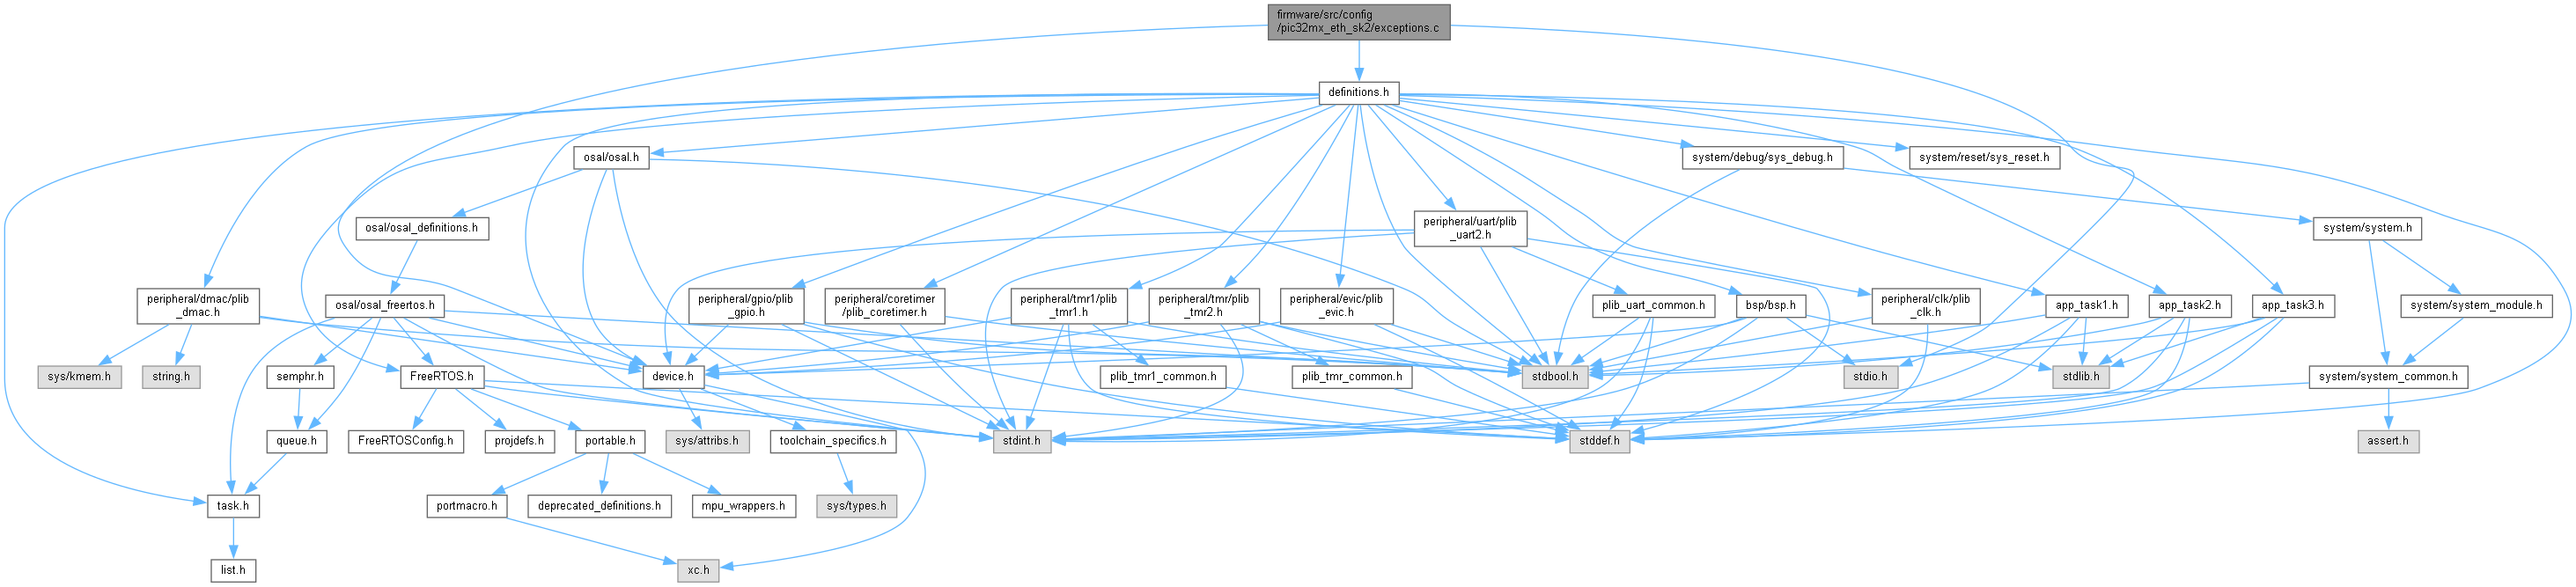 firmware/src/config
/pic32mx_eth_sk2/exceptions.c
definitions.h
osal/osal.h
system/debug/sys_debug.h
system/reset/sys_reset.h
osal/osal_definitions.h
peripheral/uart/plib
_uart2.h
system/system.h
peripheral/dmac/plib
_dmac.h
osal/osal_freertos.h
peripheral/gpio/plib
_gpio.h
peripheral/coretimer
/plib_coretimer.h
peripheral/tmr1/plib
_tmr1.h
peripheral/tmr/plib
_tmr2.h
peripheral/evic/plib
_evic.h
plib_uart_common.h
bsp/bsp.h
peripheral/clk/plib
_clk.h
app_task1.h
app_task2.h
app_task3.h
system/system_module.h
sys/kmem.h
string.h
semphr.h
FreeRTOS.h
device.h
plib_tmr1_common.h
plib_tmr_common.h
stdbool.h
stdio.h
stdlib.h
system/system_common.h
queue.h
FreeRTOSConfig.h
projdefs.h
portable.h
sys/attribs.h
toolchain_specifics.h
stdint.h
stddef.h
assert.h
task.h
portmacro.h
deprecated_definitions.h
mpu_wrappers.h
sys/types.h
list.h
xc.h